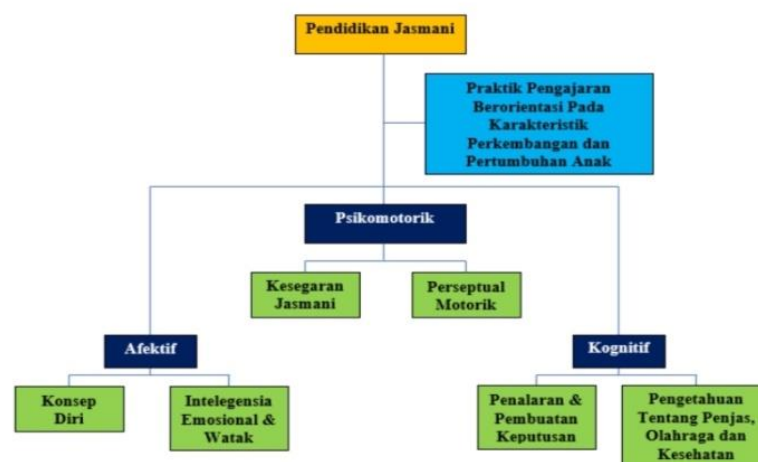 Pendidikan Jasmani
Praktik Pengajaran
Berorientasi Pada
Karakteristik
Perkembangan dan
Pertumbuhan Anak
Psikomotorik
Kesegaran
Jasmani
Perseptual
Motorik
Afektif
Konsep
Diri
Intelegensia
Emosional &
Watak
Kognitif
Penalaran &
Pembuatan
Keputusan
Pengetahuan
Tentang Penjas,
Olahraga dan
Kesehatan